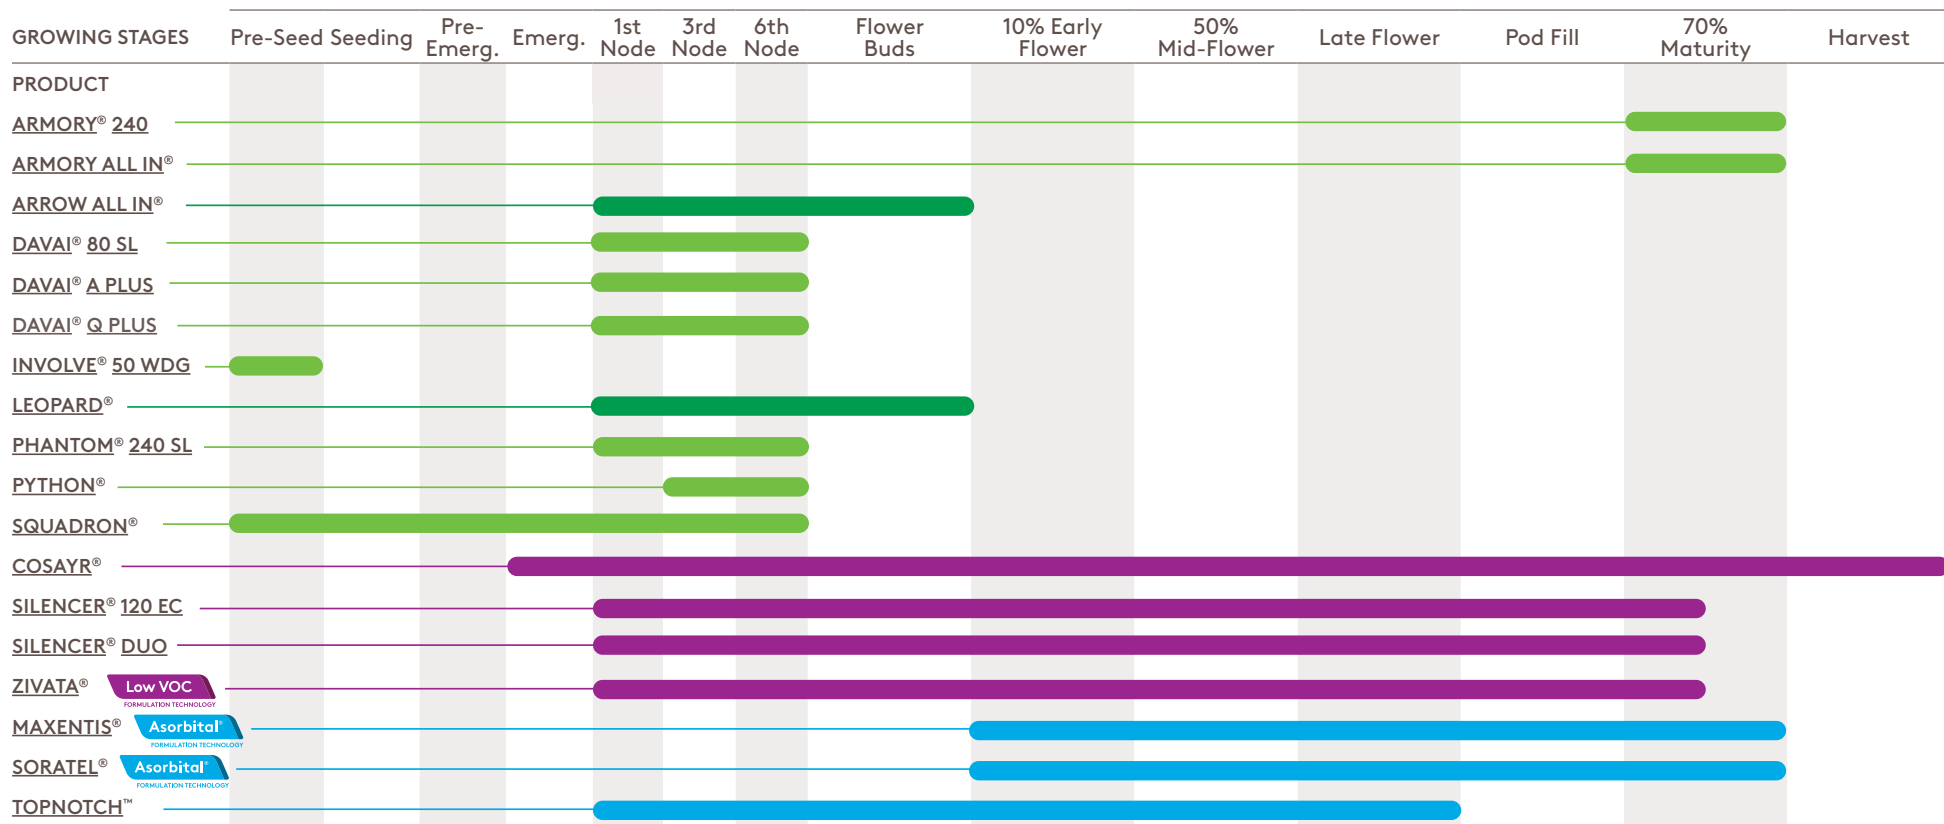 GROWING STAGES Pre-Seed Seeding Pre-Emerg. Emerg. 1st Node 3rd Node 6th Node Flower Buds 10% Early Flower 50% Mid-Flower Late Flower Pod Fill 70% Maturity Harvest
PRODUCT
ARMORY® 240
ARMORY ALL IN®
ARROW ALL IN®
DAVAI® 80 SL
DAVAI® A PLUS
DAVAI® Q PLUS
INVOLVE® 50 WDG
LEOPARD®
PHANTOM® 240 SL
PYTHON®
SQUADRON®
COSAYR®
SILENCER® 120 EC
SILENCER® DUO
ZIVATA® Low VOC
FORMULATION TECHNOLOGY
MAXENTIS® Asorbital®
FORMULATION TECHNOLOGY
SORATEL® Asorbital®
FORMULATION TECHNOLOGY
TOPNOTCH™